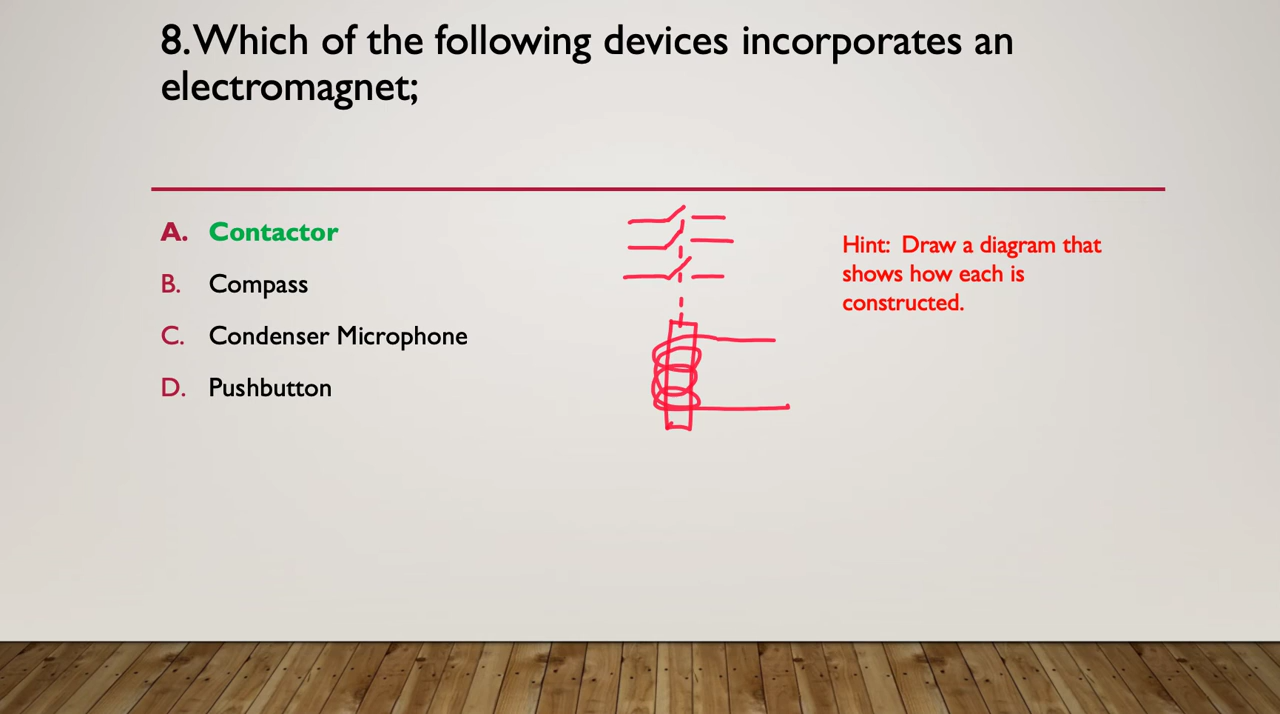 8. Which of the following devices incorporates an
electromagnet;
A. Contactor
B. Compass
C. Condenser Microphone
D. Pushbutton
Hint: Draw a diagram that
shows how each is
constructed.